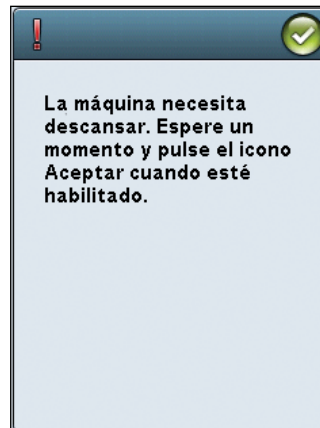 La máquina necesita
descansar. Espere un
momento y pulse el icono
Aceptar cuando esté
habilitado.